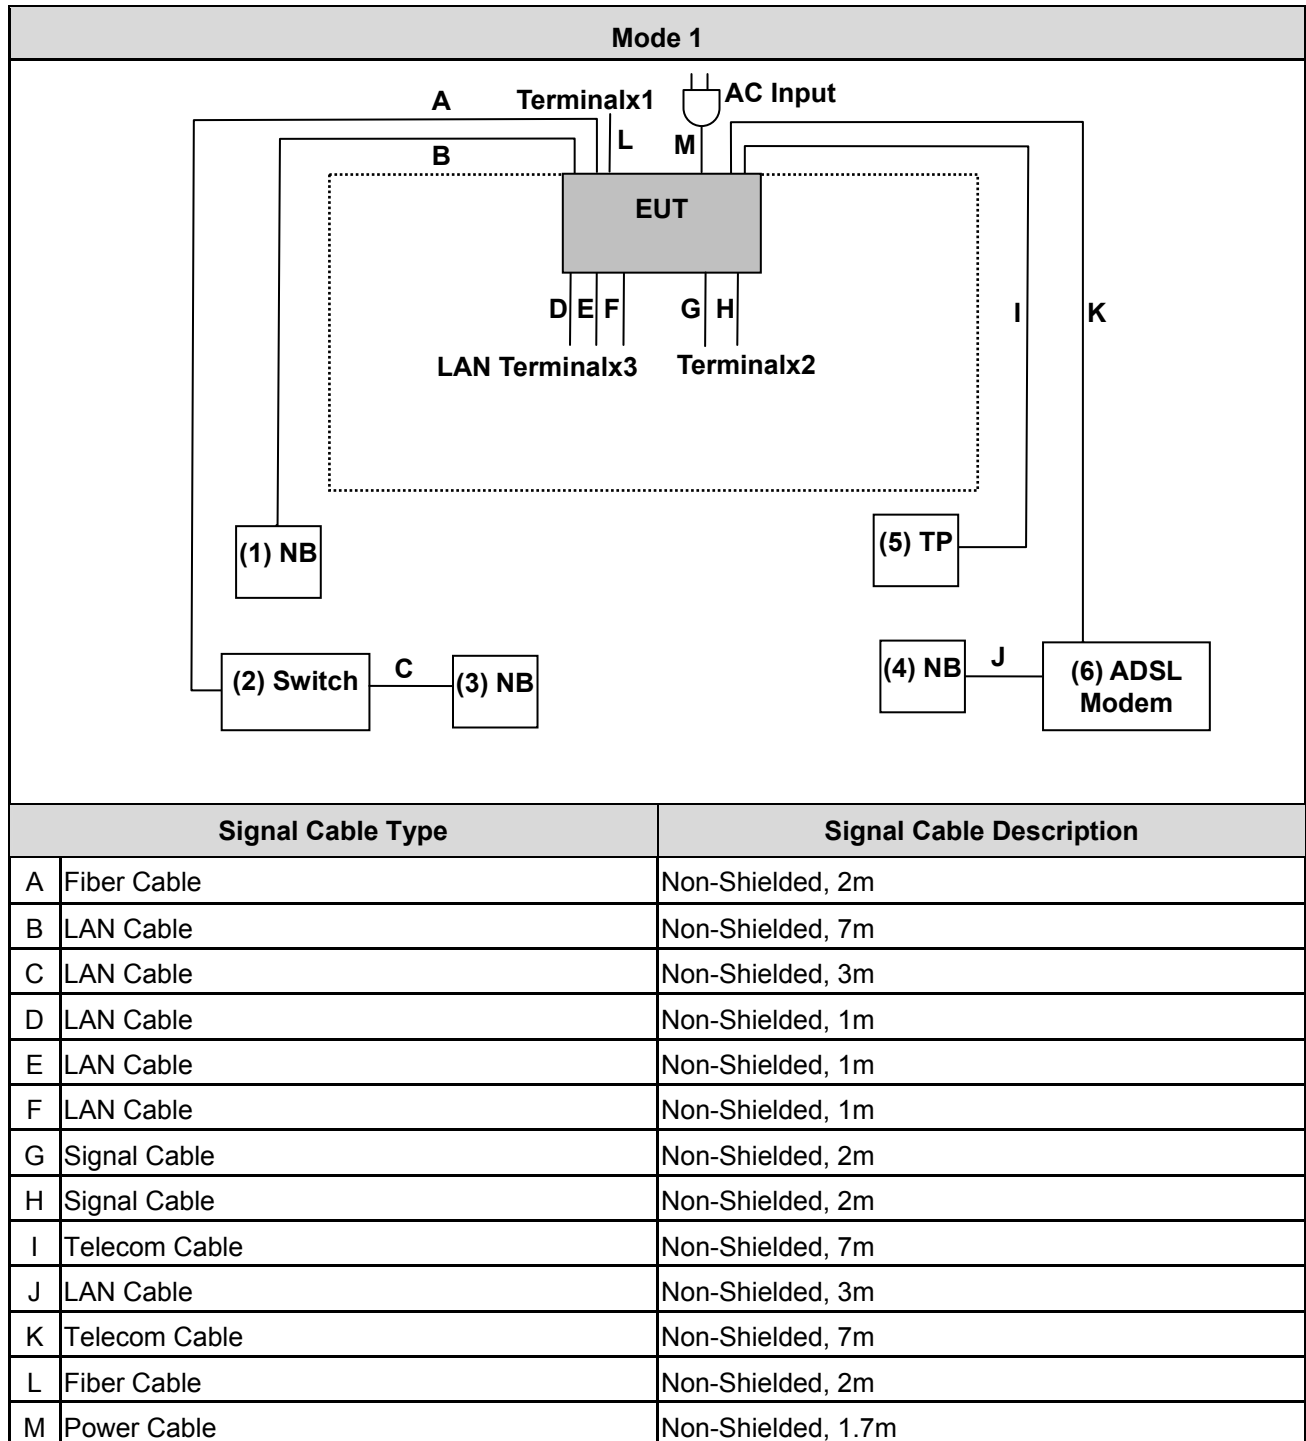 Mode 1
A Terminalx1 AC Input
L M
B
EUT
D E F G H I K
LAN Terminalx3 Terminalx2
(1) NB (5) TP
(2) Switch C (3) NB (4) NB J (6) ADSL
Modem
Signal Cable Type Signal Cable Description
A Fiber Cable Non-Shielded, 2m
B LAN Cable Non-Shielded, 7m
C LAN Cable Non-Shielded, 3m
D LAN Cable Non-Shielded, 1m
E LAN Cable Non-Shielded, 1m
F LAN Cable Non-Shielded, 1m
G Signal Cable Non-Shielded, 2m
H Signal Cable Non-Shielded, 2m
I Telecom Cable Non-Shielded, 7m
J LAN Cable Non-Shielded, 3m
K Telecom Cable Non-Shielded, 7m
L Fiber Cable Non-Shielded, 2m
M Power Cable Non-Shielded, 1.7m